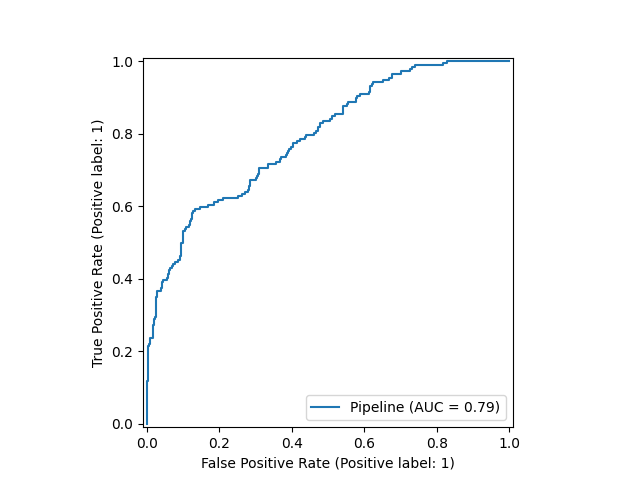 1.0
0.8
0.6
0.4
0.2
0.0
True Positive Rate (Positive label: 1)
Pipeline (AUC = 0.79)
0.0 0.2 0.4 0.6 0.8 1.0
False Positive Rate (Positive label: 1)